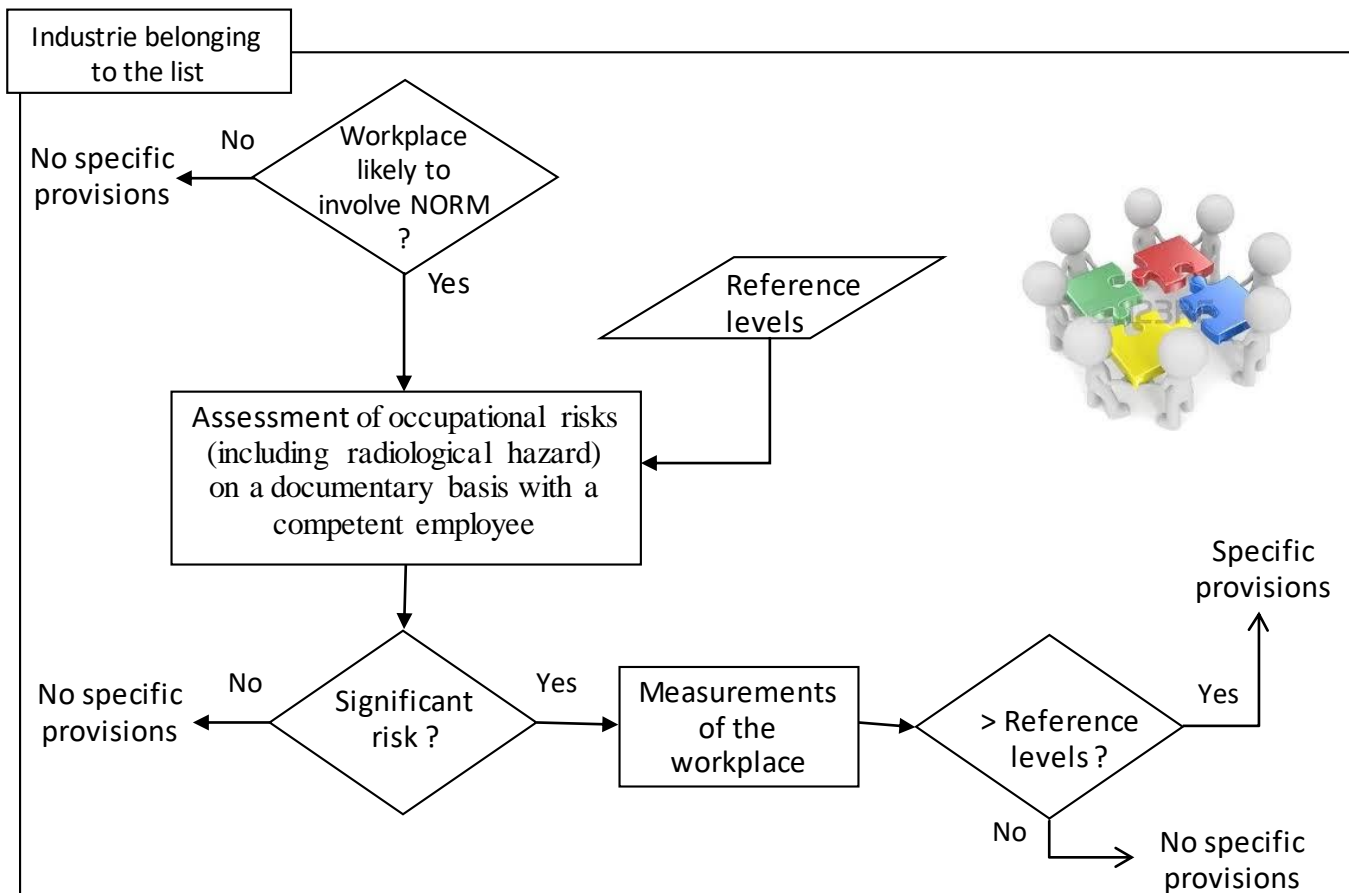 Industrie belonging
to the list
Workplace
likely to
involve NORM
?
No
No specific
provisions
Yes
Reference
levels
Assessment of occupational risks
(including radiological hazard)
on a documentary basis with a
competent employee
Significant
risk ?
No
No specific
provisions
Yes
Measurements
of the
workplace
> Reference
levels ?
Yes
Specific
provisions
No
No specific
provisions